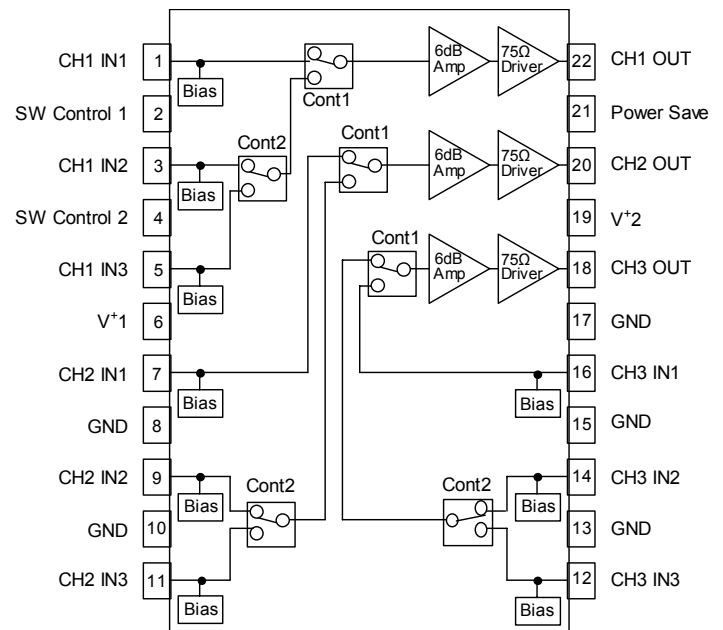 CH1 IN1
1
Bias
Cont1
6dB
Amp
75Ω
Driver
22
CH1 OUT
SW Control 1
2
21
Power Save
CH1 IN2
3
Bias
Cont2
Cont1
6dB
Amp
75Ω
Driver
20
CH2 OUT
SW Control 2
4
19
V+2
CH1 IN3
5
Bias
Cont1
6dB
Amp
75Ω
Driver
18
CH3 OUT
V+1
6
17
GND
CH2 IN1
7
Bias
Bias
16
CH3 IN1
GND
8
15
GND
CH2 IN2
9
Bias
Cont2
Cont2
Bias
14
CH3 IN2
GND
10
13
GND
CH2 IN3
11
Bias
Bias
12
CH3 IN3